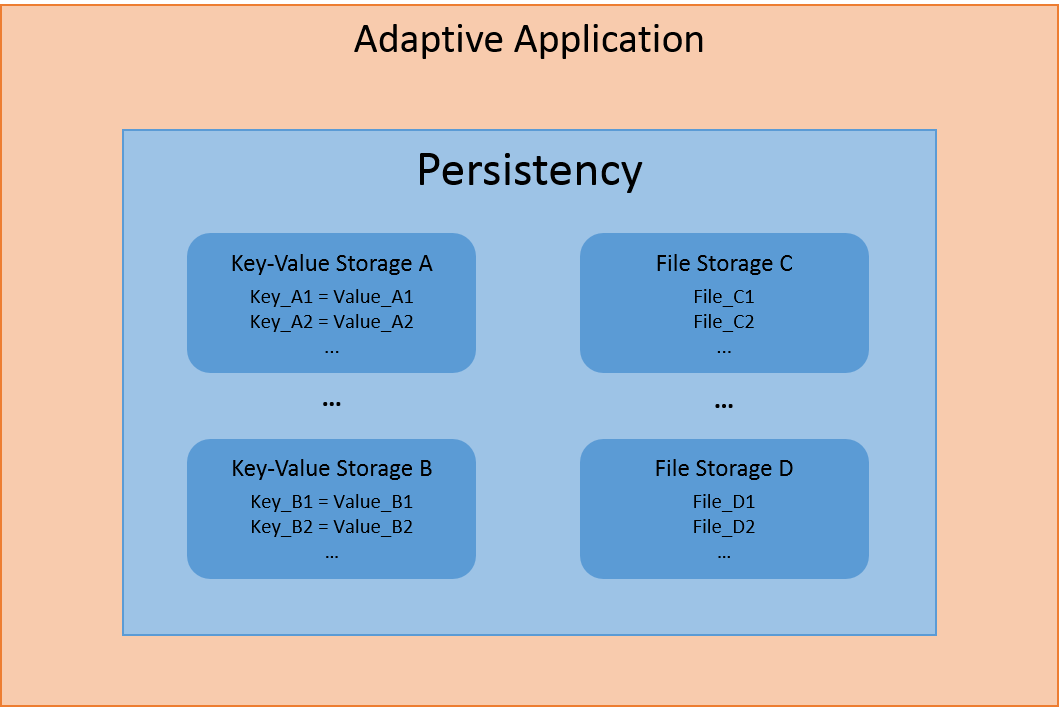 Adaptive Application
Persistency
Key-Value Storage A
Key_A1 = Value_A1
Key_A2 = Value_A2
...
...
Key-Value Storage B
Key_B1 = Value_B1
Key_B2 = Value_B2
...
File Storage C
File_C1
File_C2
...
...
File Storage D
File_D1
File_D2
...